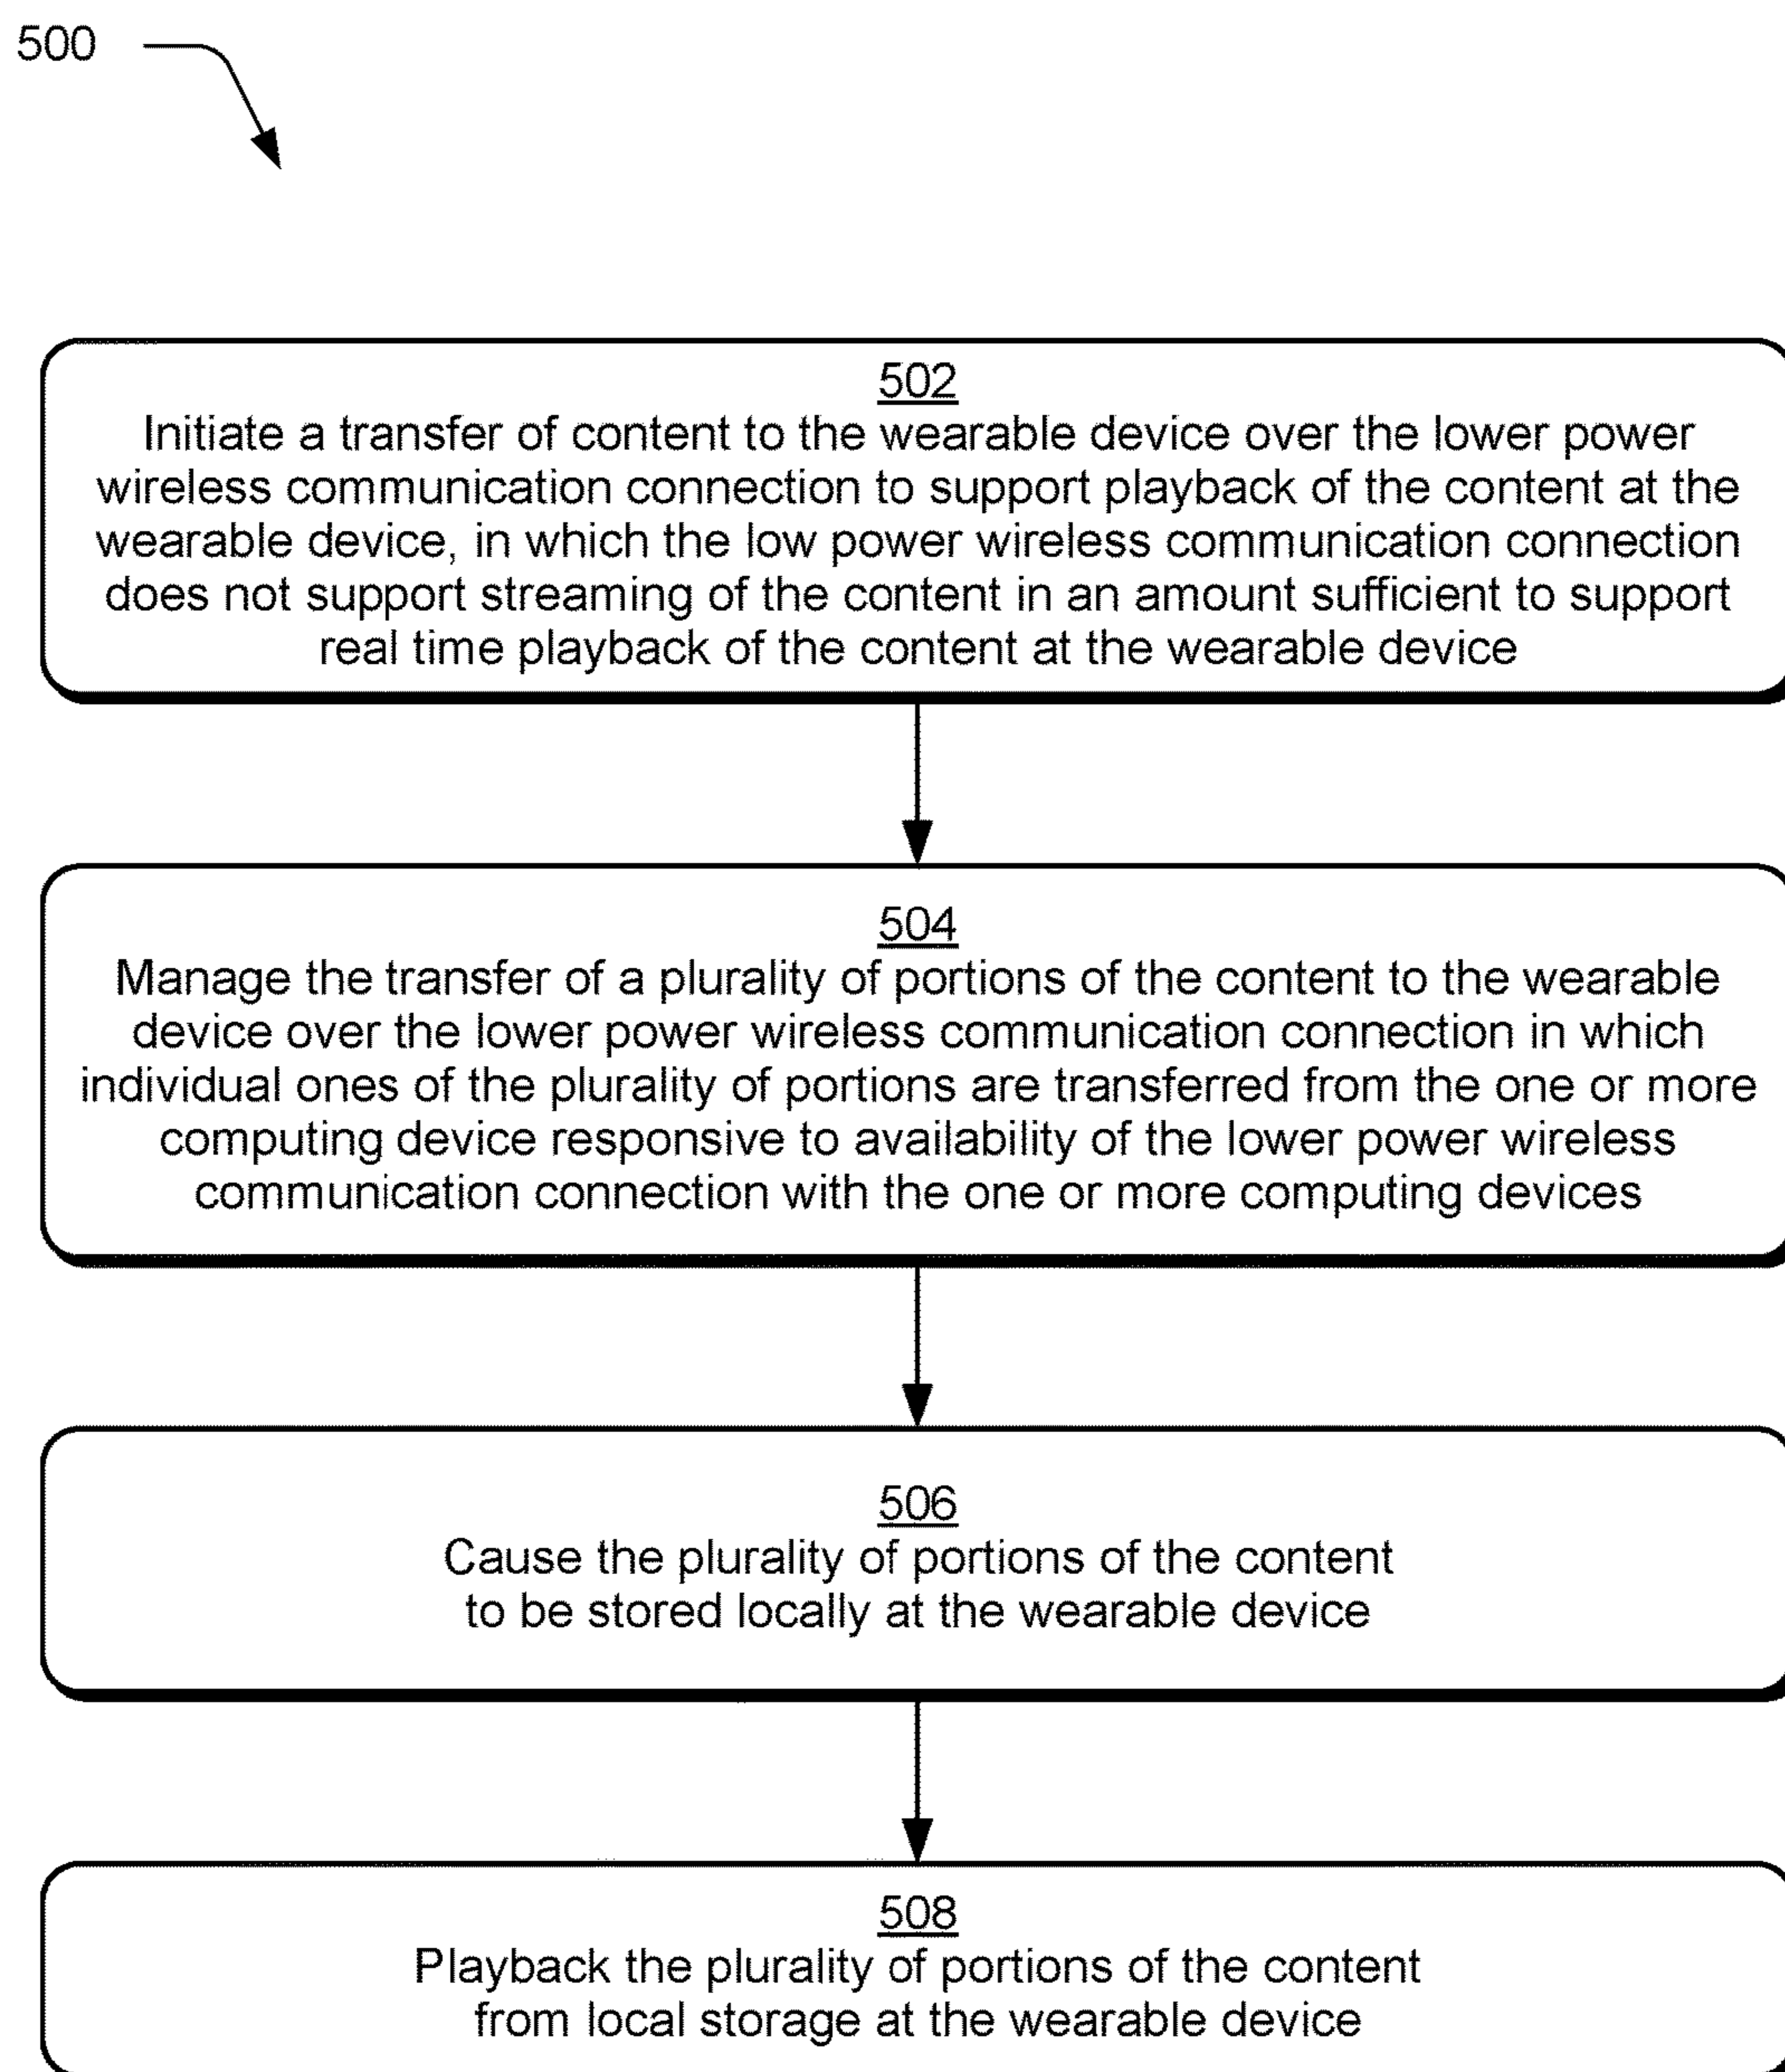 500
502
Initiate a transfer of content to the wearable device over the lower power
wireless communication connection to support playback of the content at the
wearable device, in which the low power wireless communication connection
does not support streaming of the content in an amount sufficient to support
real time playback of the content at the wearable device
504
Manage the transfer of a plurality of portions of the content to the wearable
device over the lower power wireless communication connection in which
individual ones of the plurality of portions are transferred from the one or more
computing device responsive to availability of the lower power wireless
communication connection with the one or more computing devices
506
Cause the plurality of portions of the content
to be stored locally at the wearable device
508
Playback the plurality of portions of the content
from local storage at the wearable device